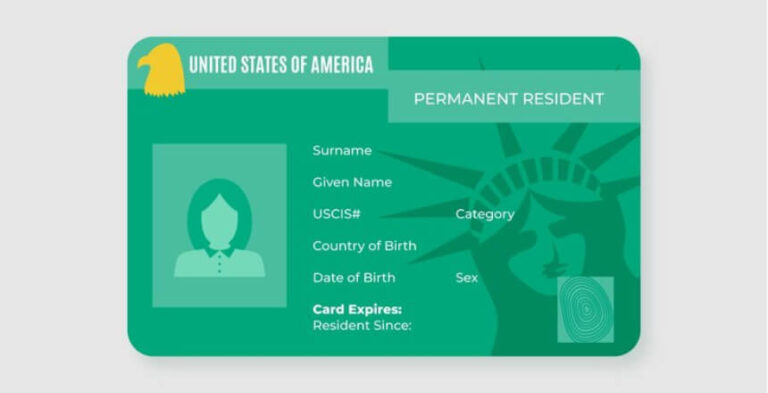 UNITED STATES OF AMERICA
PERMANENT RESIDENT
Surname
Given Name
USCIS# Category
Country of Birth
Date of Birth Sex
Card Expires:
Resident Since: